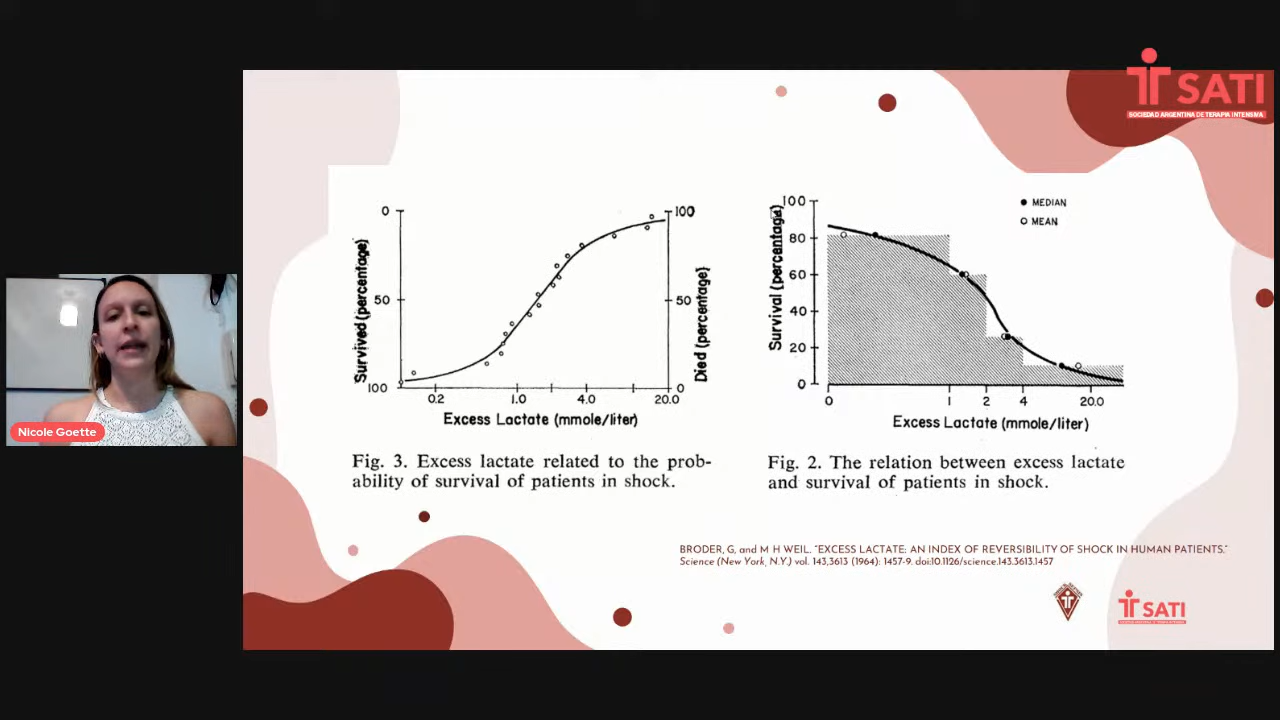 SATI
SOCIEDAD ARGENTINA DE TERAPIA INTENSIVA
Nicole Goette
Survived (percentage)
0
50
100
100
50
0
Died (percentage)
0.2
1.0
4.0
20.0
Excess Lactate (mmole/liter)
Fig. 3. Excess lactate related to the prob-
ability of survival of patients in shock.
Survival (percentage)
100
80
60
40
20
0
MEDIAN
MEAN
0
1
2
4
20.0
Excess Lactate (mmole/liter)
Fig. 2. The relation between excess lactate
and survival of patients in shock.
BRODER, G, and M H WEIL. “EXCESS LACTATE: AN INDEX OF REVERSIBILITY OF SHOCK IN HUMAN PATIENTS.”
Science (New York, N.Y.) vol. 143,3613 (1964): 1457-9. doi:10.1126/science.143.3613.1457
SATI